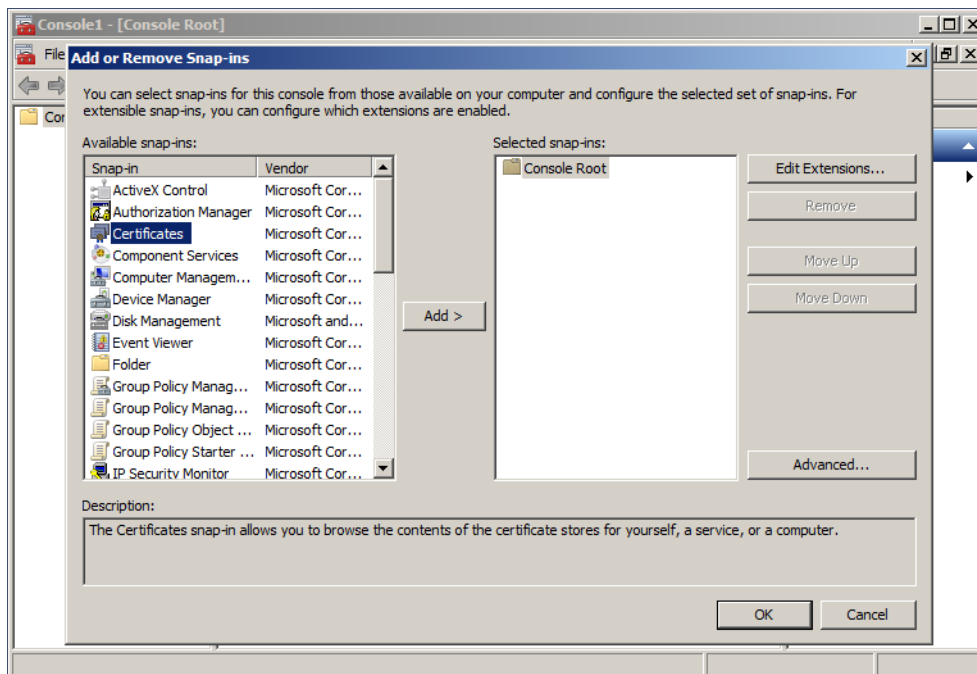 Console1 - [Console Root]
File
Add or Remove Snap-ins
You can select snap-ins for this console from those available on your computer and configure the selected set of snap-ins. For
extensible snap-ins, you can configure which extensions are enabled.
Available snap-ins:
Selected snap-ins:
Snap-in Vendor
ActiveX Control Microsoft Cor...
Authorization Manager Microsoft Cor...
Certificates Microsoft Cor...
Component Services Microsoft Cor...
Computer Managem... Microsoft Cor...
Device Manager Microsoft Cor...
Disk Management Microsoft and...
Event Viewer Microsoft Cor...
Folder Microsoft Cor...
Group Policy Manag... Microsoft Cor...
Group Policy Manag... Microsoft Cor...
Group Policy Object ... Microsoft Cor...
Group Policy Starter ... Microsoft Cor...
IP Security Monitor Microsoft Cor...
Add >
Console Root
Edit Extensions...
Remove
Move Up
Move Down
Advanced...
Description:
The Certificates snap-in allows you to browse the contents of the certificate stores for yourself, a service, or a computer.
OK
Cancel